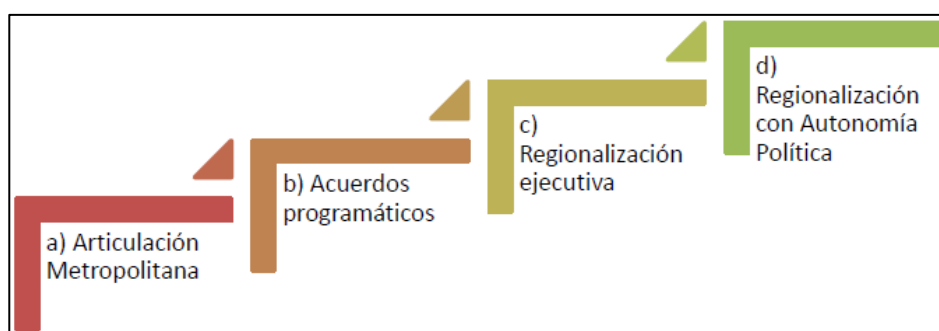 a) Articulación
Metropolitana
b) Acuerdos
programáticos
c)
Regionalización
ejecutiva
d)
Regionalización
con Autonomía
Política